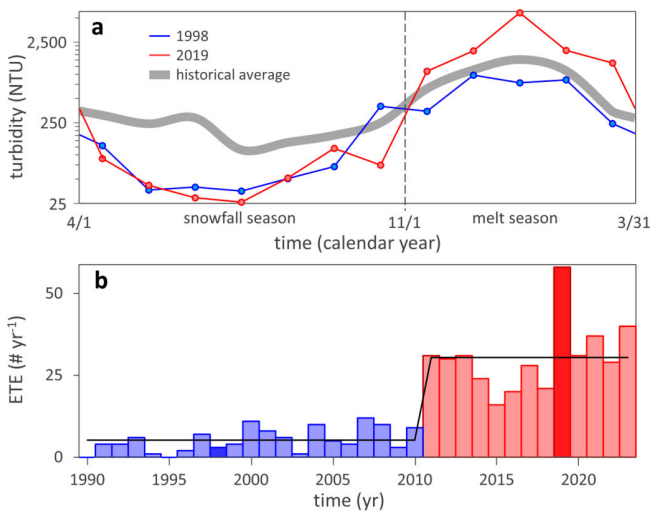 a
1998
2019
historical average
2,500
250
25
turbidity (NTU)
snowfall season
melt season
4/1
11/1
3/31
time (calendar year)
b
50
25
0
ETE (# yr⁻¹)
1990
1995
2000
2005
2010
2015
2020
time (yr)